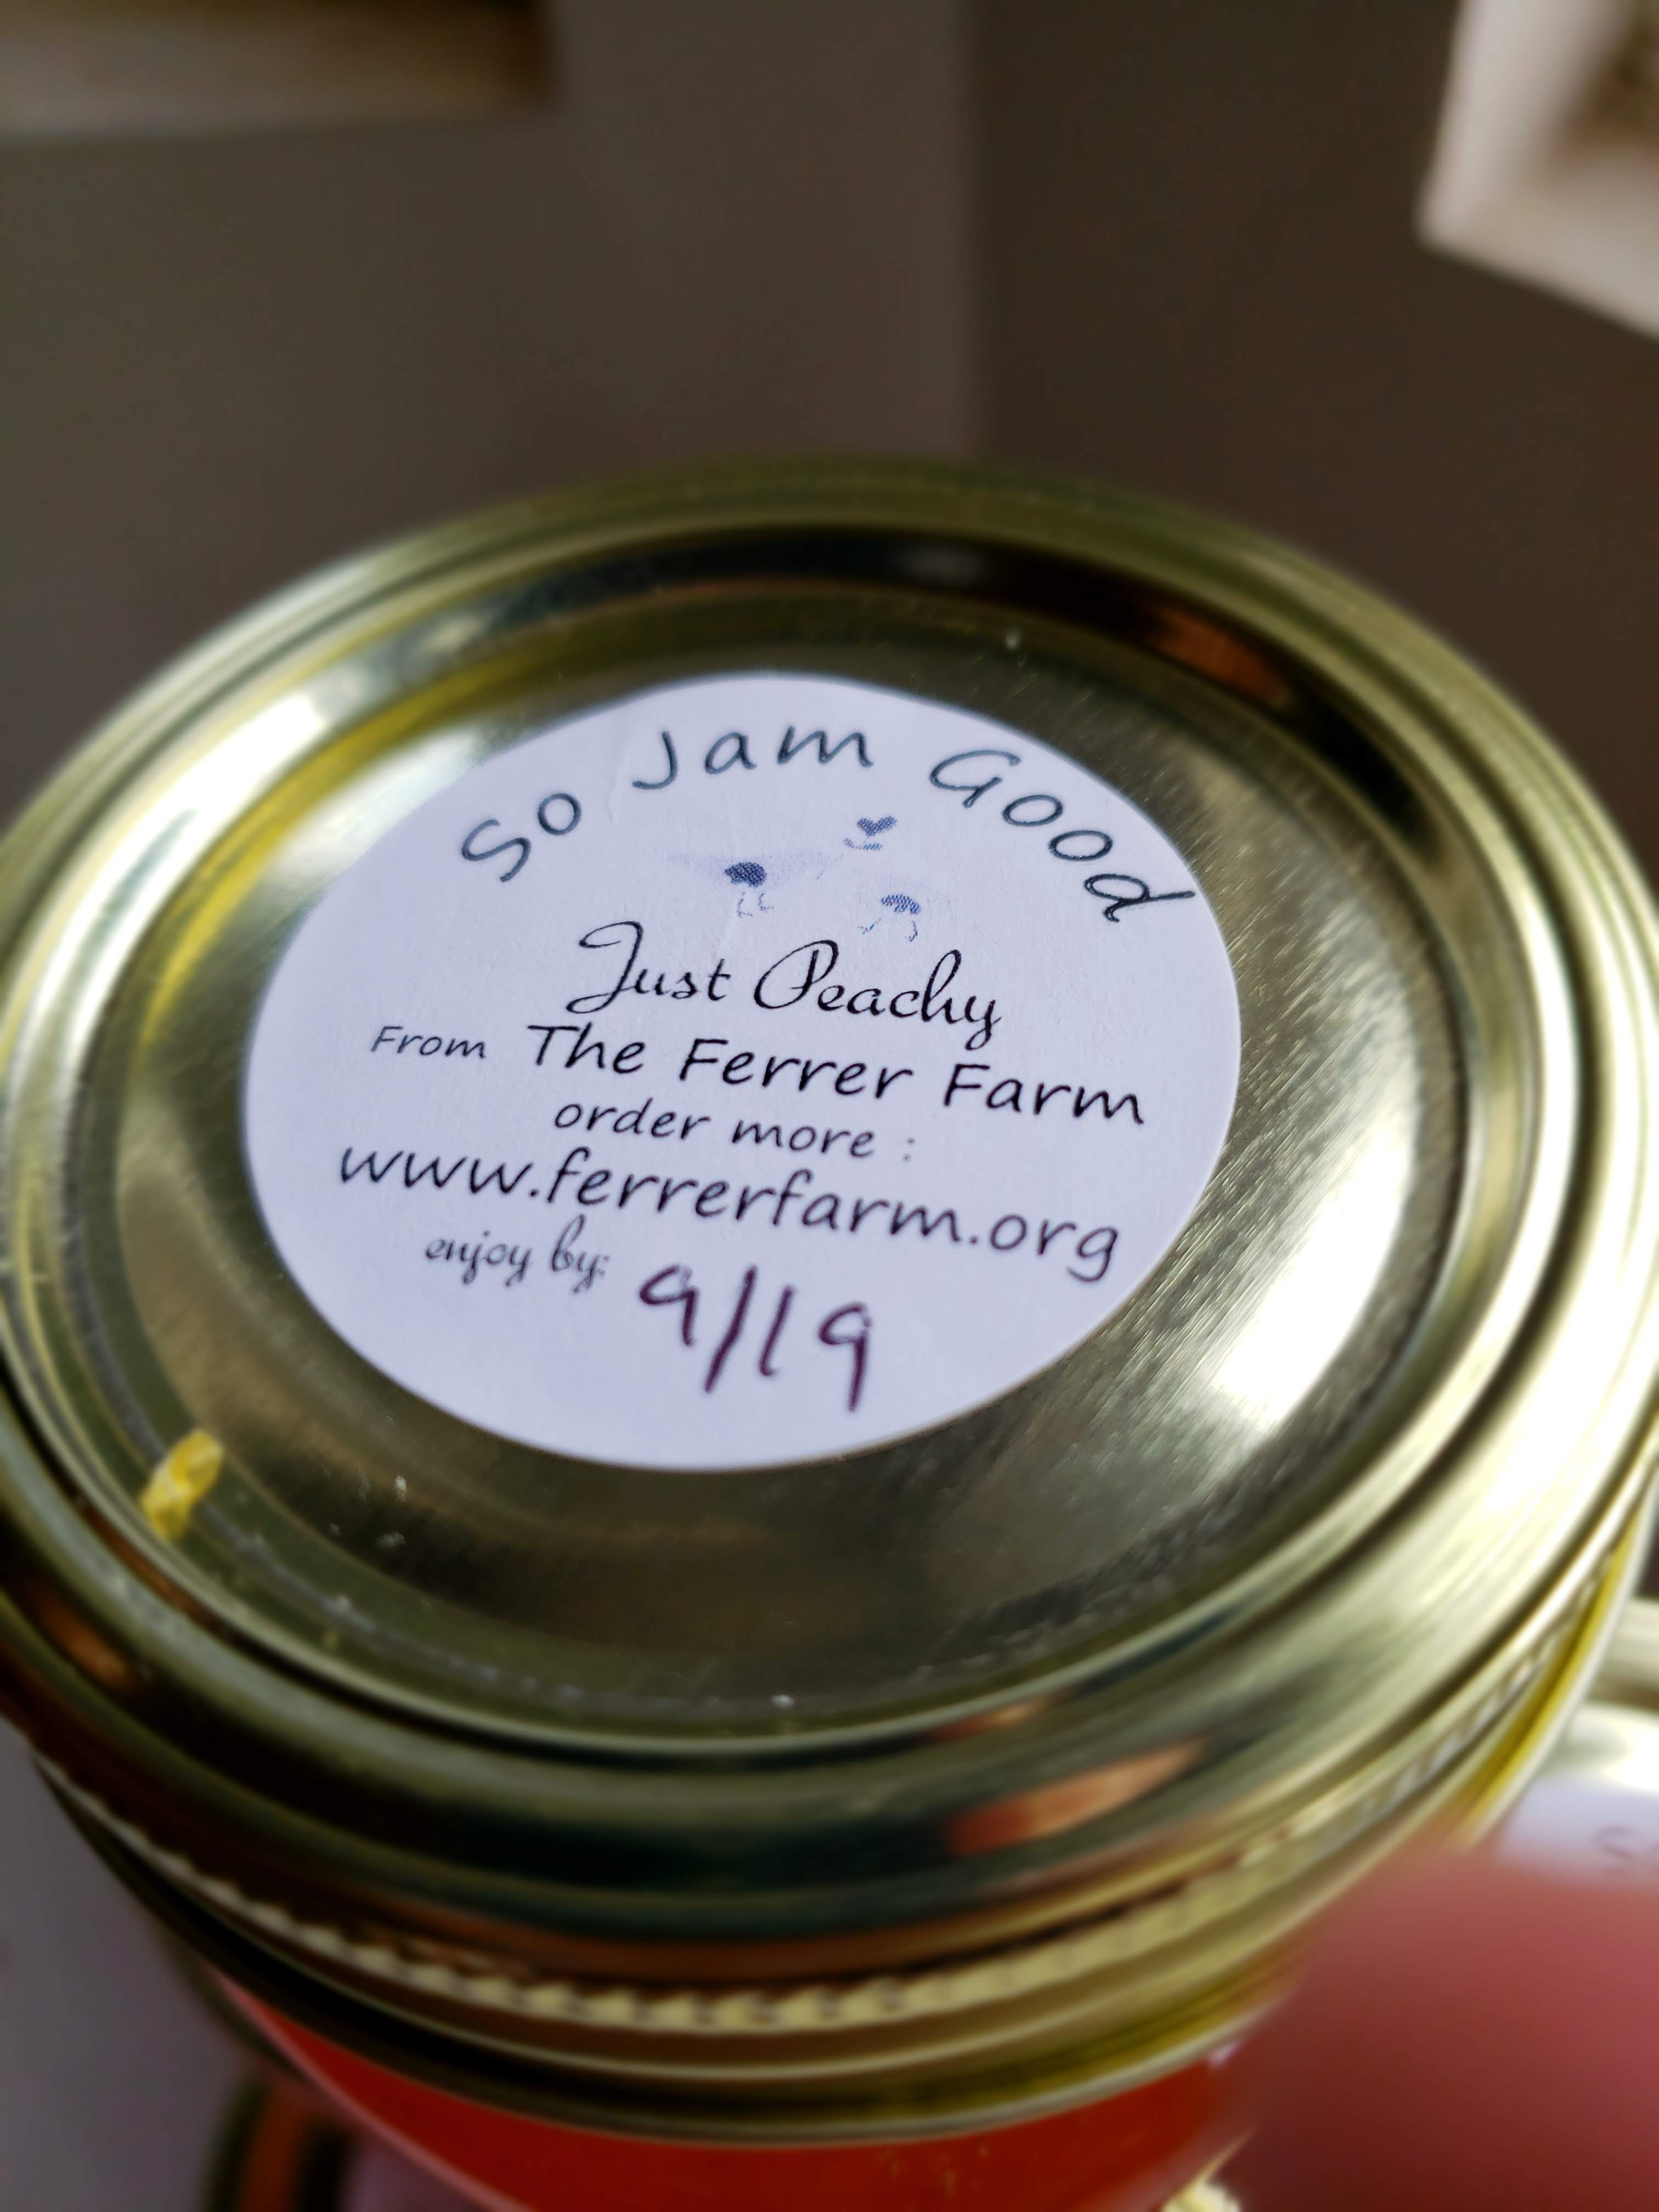 So Jam Good
Just Peachy
From The Ferrer Farm
order more :
www.ferrerfarm.org
enjoy by: 9/19